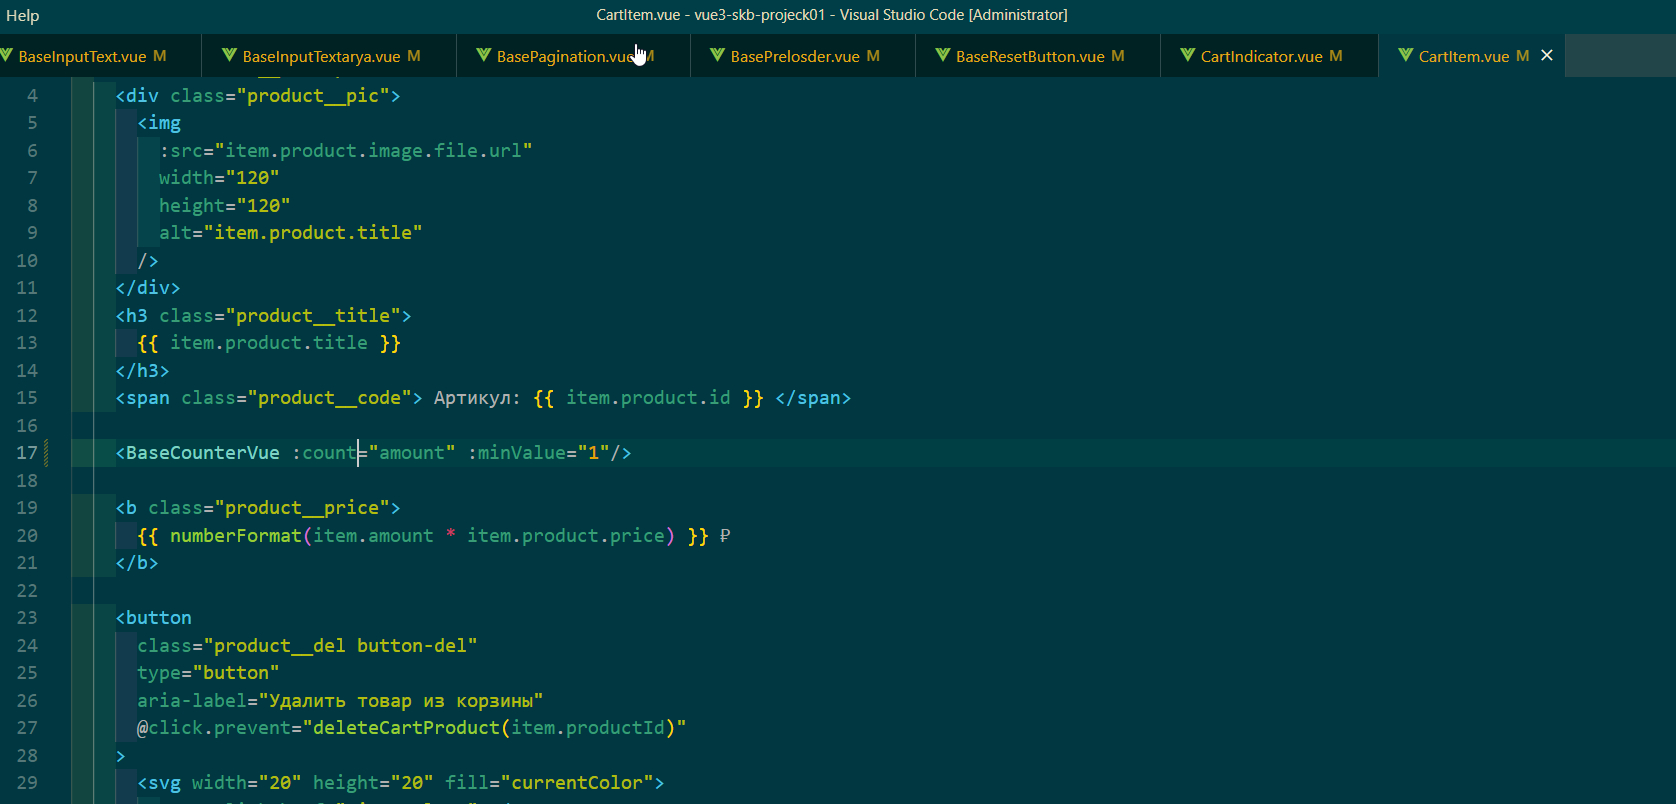 Help CartItem.vue - vue3-skb-projeck01 - Visual Studio Code [Administrator]
BaseInputText.vue M BaseInputTextarya.vue M BasePagination.vue M BasePrelosder.vue M BaseResetButton.vue M CartIndicator.vue M CartItem.vue M
4 <div class="product__pic">
5 <img
6 :src="item.product.image.file.url"
7 width="120"
8 height="120"
9 alt="item.product.title"
10 />
11 </div>
12 <h3 class="product__title">
13 {{ item.product.title }}
14 </h3>
15 <span class="product__code"> Артикул: {{ item.product.id }} </span>
16
17 <BaseCounterVue :count="amount" :minValue="1"/>
18
19 <b class="product__price">
20 {{ numberFormat(item.amount * item.product.price) }} ₽
21 </b>
22
23 <button
24 class="product__del button-del"
25 type="button"
26 aria-label="Удалить товар из корзины"
27 @click.prevent="deleteCartProduct(item.productId)"
28 >
29 <svg width="20" height="20" fill="currentColor">